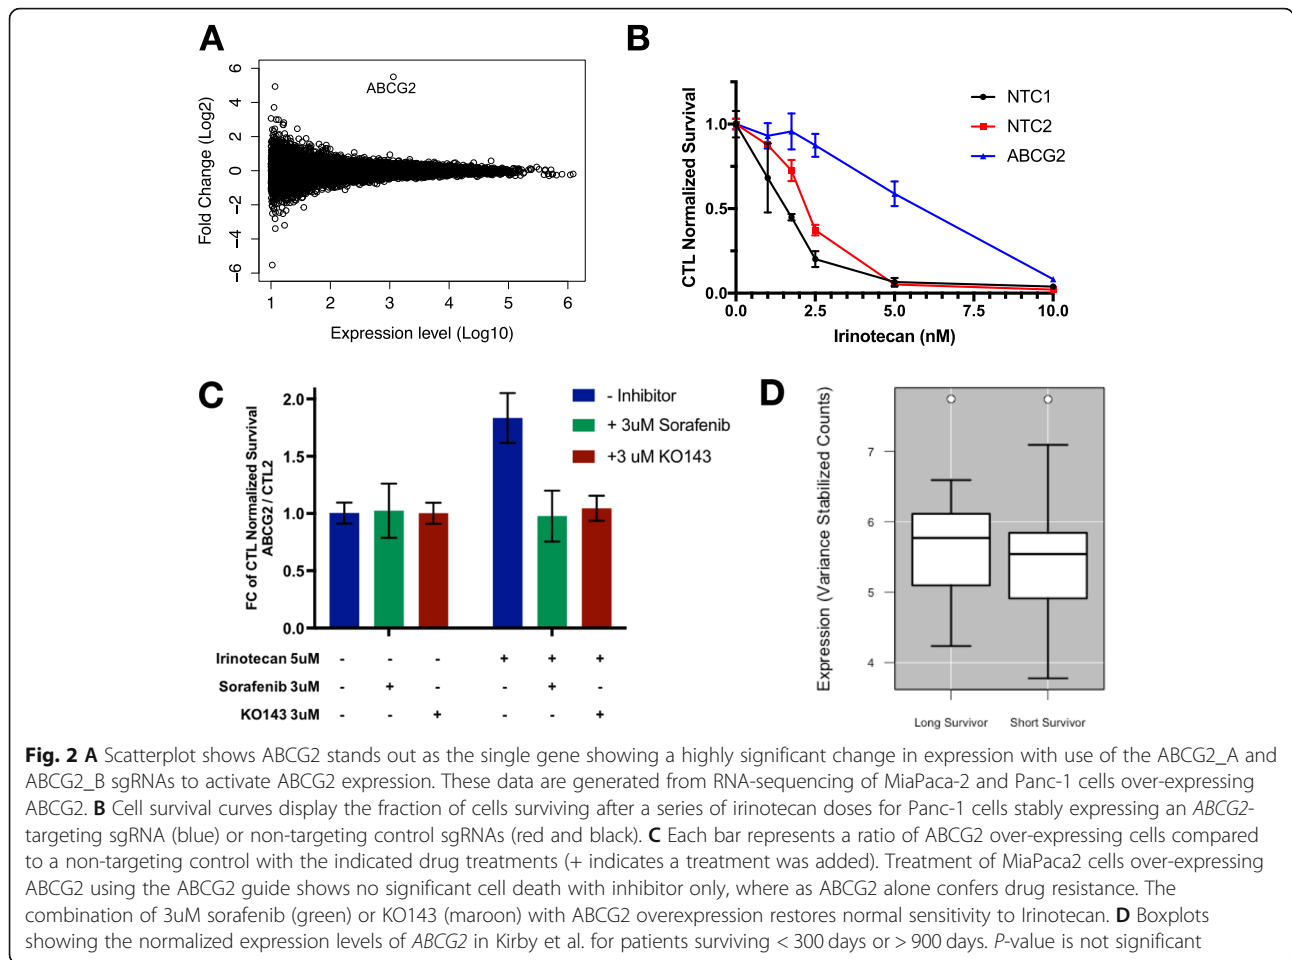 A
Fold Change (Log2)
6
4
2
0
−2
−4
−6
ABCG2
1 2 3 4 5 6
Expression level (Log10)
B
CTL Normalized Survival
1.0
0.5
0.0
0.0 2.5 5.0 7.5 10.0
Irinotecan (nM)
NTC1
NTC2
ABCG2
C
FC of CTL Normalized Survival
ABCG2 / CTL2
2.0
1.5
1.0
0.5
0.0
- Inhibitor
+ 3uM Sorafenib
+3 uM KO143
Irinotecan 5uM - - - + + +
Sorafenib 3uM - + - - + -
KO143 3uM - - + - - +
D
Expression (Variance Stabilized Counts)
7
6
5
4
Long Survivor Short Survivor
Fig. 2 A Scatterplot shows ABCG2 stands out as the single gene showing a highly significant change in expression with use of the ABCG2_A and
ABCG2_B sgRNAs to activate ABCG2 expression. These data are generated from RNA-sequencing of MiaPaca-2 and Panc-1 cells over-expressing
ABCG2. B Cell survival curves display the fraction of cells surviving after a series of irinotecan doses for Panc-1 cells stably expressing an ABCG2-
targeting sgRNA (blue) or non-targeting control sgRNAs (red and black). C Each bar represents a ratio of ABCG2 over-expressing cells compared
to a non-targeting control with the indicated drug treatments (+ indicates a treatment was added). Treatment of MiaPaca2 cells over-expressing
ABCG2 using the ABCG2 guide shows no significant cell death with inhibitor only, where as ABCG2 alone confers drug resistance. The
combination of 3uM sorafenib (green) or KO143 (maroon) with ABCG2 overexpression restores normal sensitivity to Irinotecan. D Boxplots
showing the normalized expression levels of ABCG2 in Kirby et al. for patients surviving < 300 days or > 900 days. P-value is not significant